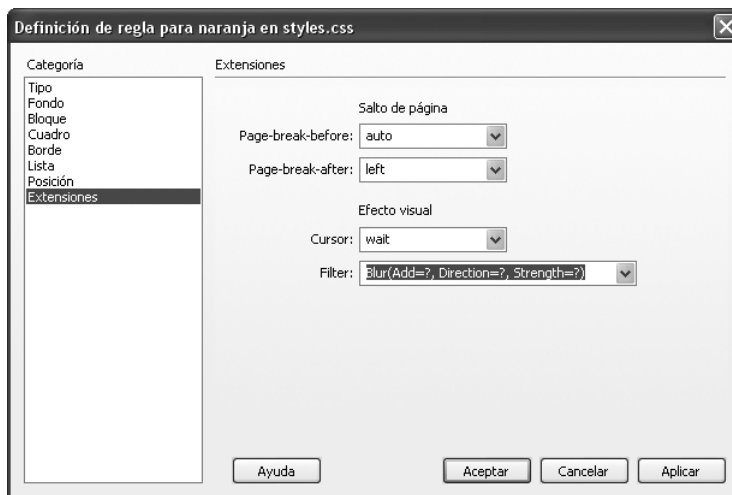 Definición de regla para naranja en styles.css
Categoría
Tipo
Fondo
Bloque
Cuadro
Borde
Lista
Posición
Extensiones
Extensiones
Salto de página
Page-break-before: auto
Page-break-after: left
Efecto visual
Cursor: wait
Filter: Blur(Add=?, Direction=?, Strength=?)
Ayuda
Aceptar
Cancelar
Aplicar